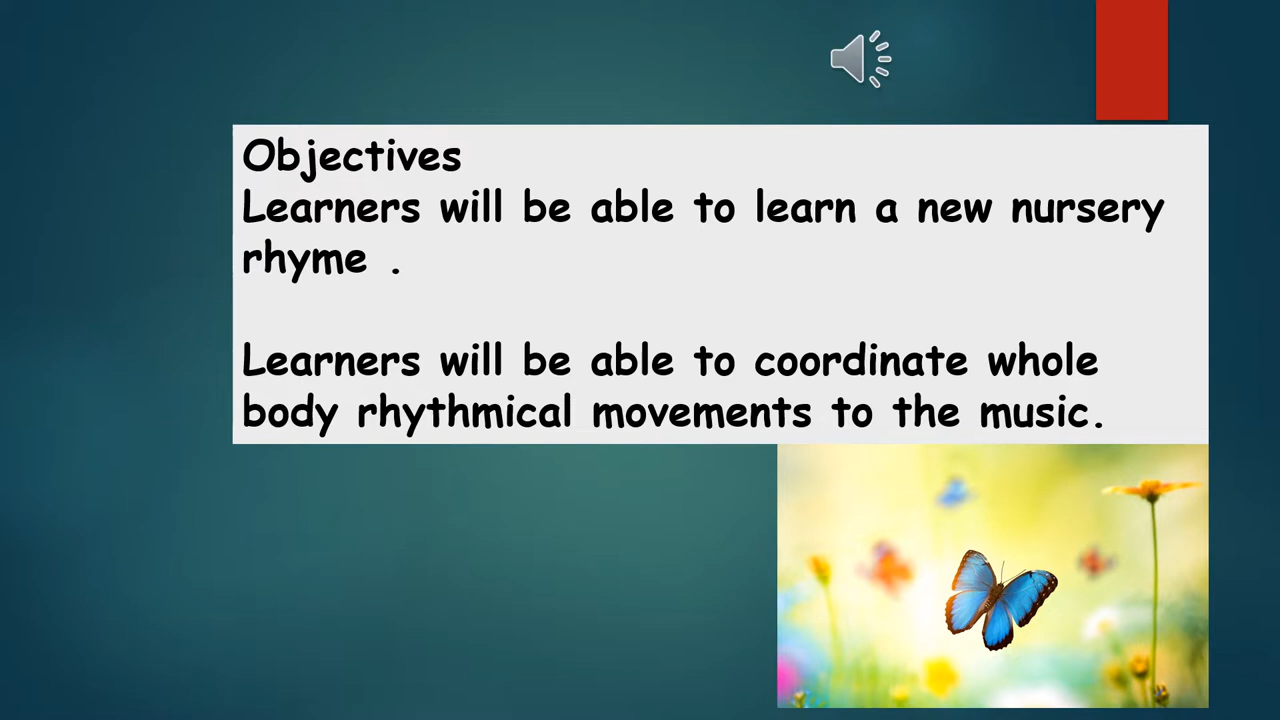 Objectives
Learners will be able to learn a new nursery
rhyme .
Learners will be able to coordinate whole
body rhythmical movements to the music.